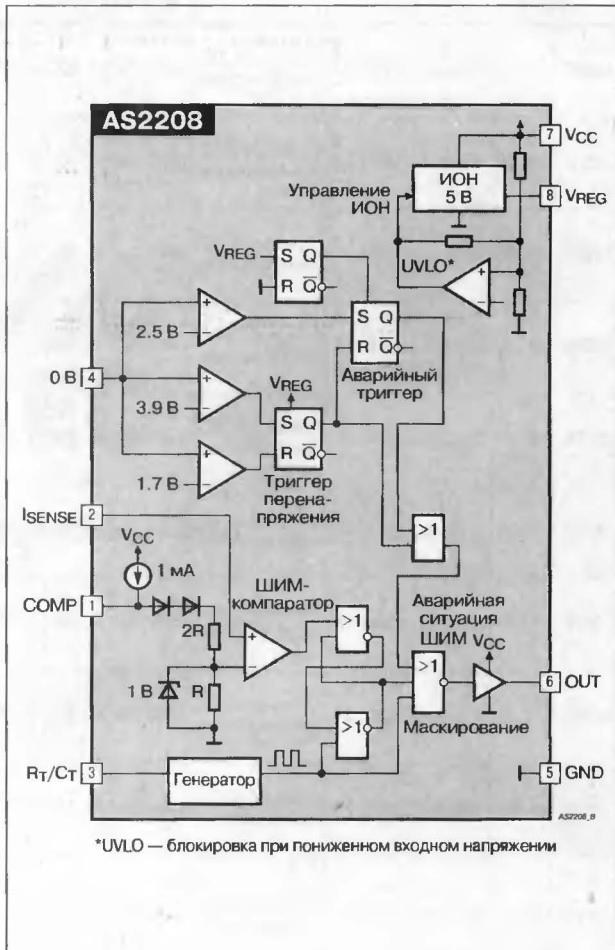 AS2208
7
VCC
ИОН
5 В
Управление
ИОН
8
VREG
UVLO*
+
–
VREG
S Q
R Q̅
S Q
R Q̅
Аварийный
триггер
+
–
2.5 В
0 В
4
+
–
3.9 В
VREG
S Q
R Q̅
+
–
1.7 В
Триггер
перена-
пряжения
ISENSE
2
>1
VCC
1 мА
COMP
1
ШИМ-
компаратор
2R
+
–
>1
Аварийная
ситуация
ШИМ
VCC
>1
6
OUT
1 В
R
>1
Маскирование
RT/CT
3
Генератор
5
GND
AS2208_B
*UVLO — блокировка при пониженном входном напряжении